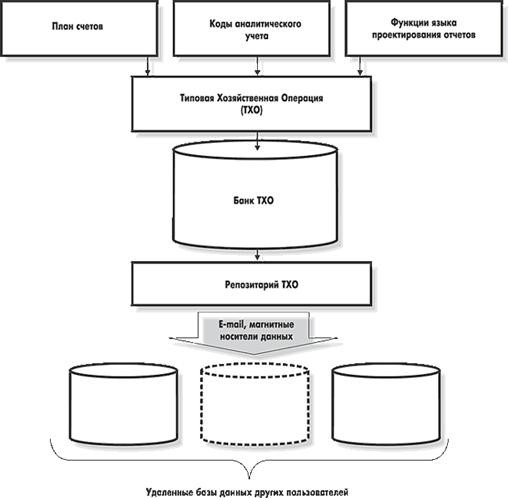 План счетов
Коды аналитического
учета
Функции языка
проектирования отчетов
Типовая Хозяйственная Операция
(ТХО)
Банк ТХО
Репозитарий ТХО
E-mail, магнитные
носители данных
Удаленные базы данных других пользователей